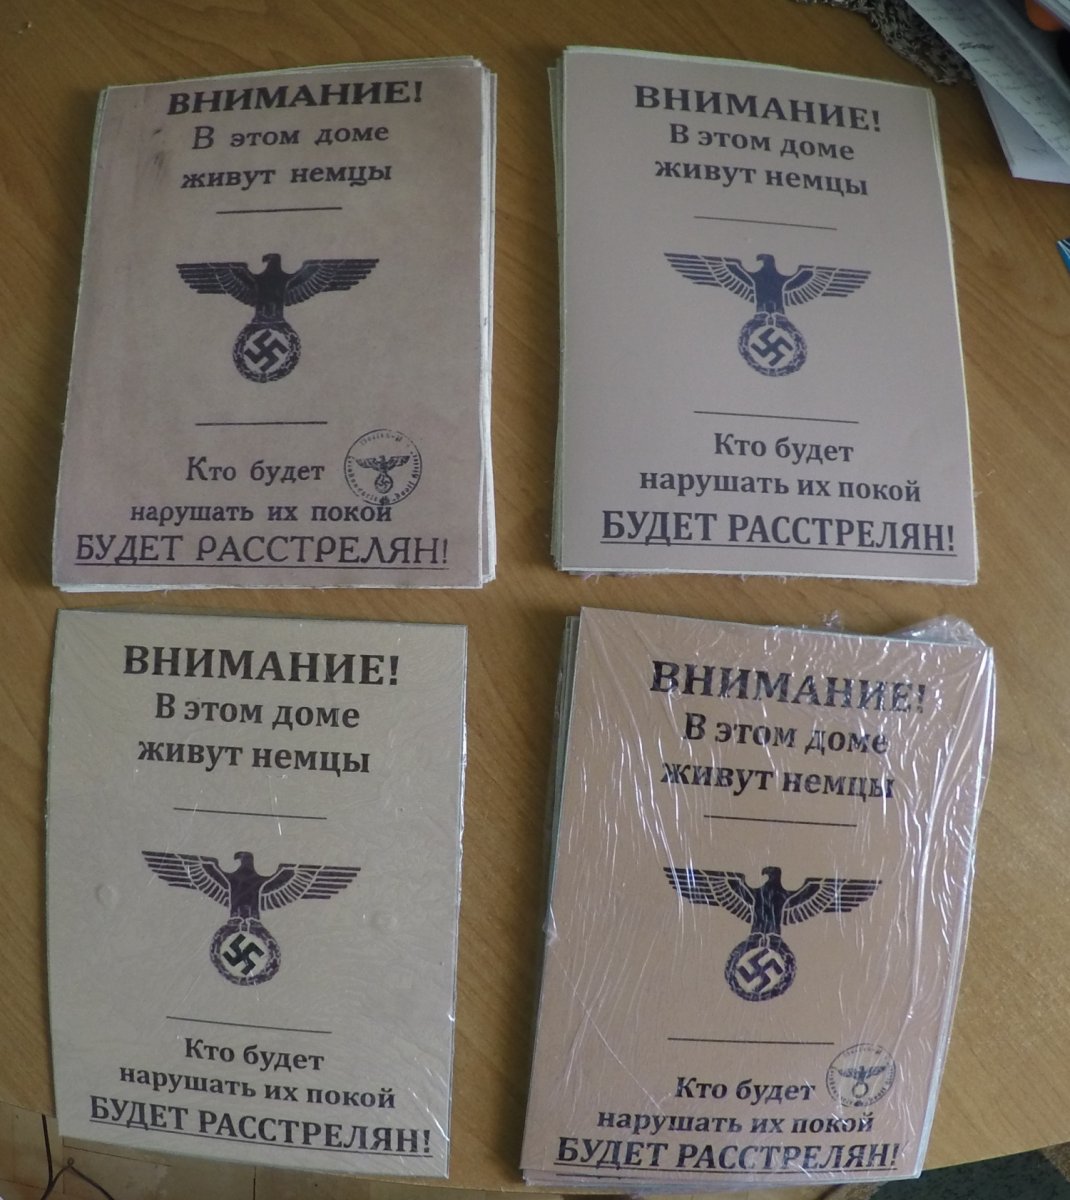 ВНИМАНИЕ!
В этом доме
живут немцы
Кто будет
нарушать их покой
БУДЕТ РАССТРЕЛЯН!
ВНИМАНИЕ!
В этом доме
живут немцы
Кто будет
нарушать их покой
БУДЕТ РАССТРЕЛЯН!
ВНИМАНИЕ!
В этом доме
живут немцы
Кто будет
нарушать их покой
БУДЕТ РАССТРЕЛЯН!
ВНИМАНИЕ!
В этом доме
живут немцы
Кто будет
нарушать их покой
БУДЕТ РАССТРЕЛЯН!